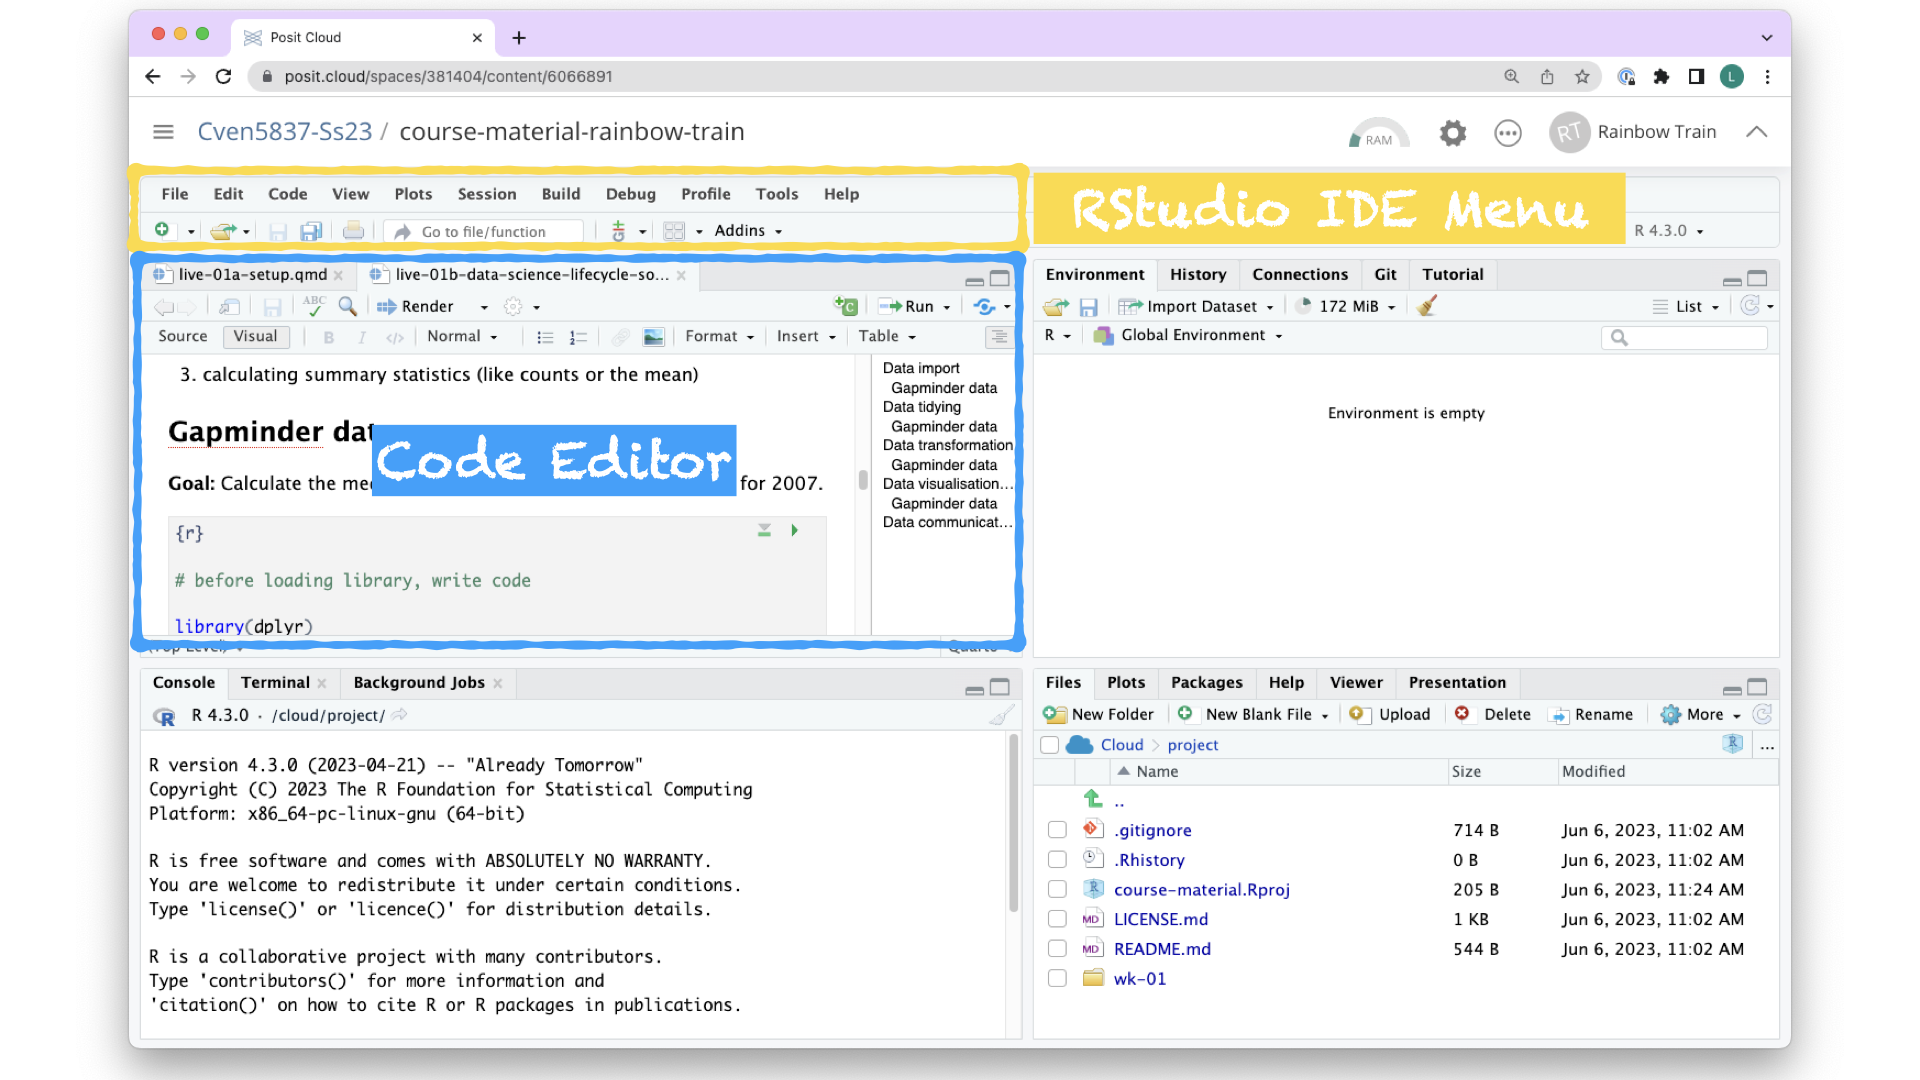 Posit Cloud
posit.cloud/spaces/381404/content/6066891
L
Cven5837-Ss23 / course-material-rainbow-train
RAM
RT Rainbow Train
File Edit Code View Plots Session Build Debug Profile Tools Help
RStudio IDE Menu
Go to file/function
Addins
R 4.3.0
live-01a-setup.qmd
live-01b-data-science-lifecycle-so...
ABC
Render
Run
Source Visual B I </> Normal Format Insert Table
3. calculating summary statistics (like counts or the mean)
Gapminder dat
Code Editor
Goal: Calculate the me
for 2007.
{r}
# before loading library, write code
library(dplyr)
Data import
Gapminder data
Data tidying
Gapminder data
Data transformation
Gapminder data
Data visualisation...
Gapminder data
Data communicat...
(Top Level)
Quarto
Environment History Connections Git Tutorial
Import Dataset 172 MiB List
R Global Environment
Environment is empty
Console Terminal Background Jobs
R 4.3.0 · /cloud/project/
R version 4.3.0 (2023-04-21) -- "Already Tomorrow"
Copyright (C) 2023 The R Foundation for Statistical Computing
Platform: x86_64-pc-linux-gnu (64-bit)
R is free software and comes with ABSOLUTELY NO WARRANTY.
You are welcome to redistribute it under certain conditions.
Type 'license()' or 'licence()' for distribution details.
R is a collaborative project with many contributors.
Type 'contributors()' for more information and
'citation()' on how to cite R or R packages in publications.
Files Plots Packages Help Viewer Presentation
New Folder New Blank File Upload Delete Rename More
Cloud > project ...
Name Size Modified
..
.gitignore 714 B Jun 6, 2023, 11:02 AM
.Rhistory 0 B Jun 6, 2023, 11:02 AM
course-material.Rproj 205 B Jun 6, 2023, 11:24 AM
LICENSE.md 1 KB Jun 6, 2023, 11:02 AM
README.md 544 B Jun 6, 2023, 11:02 AM
wk-01